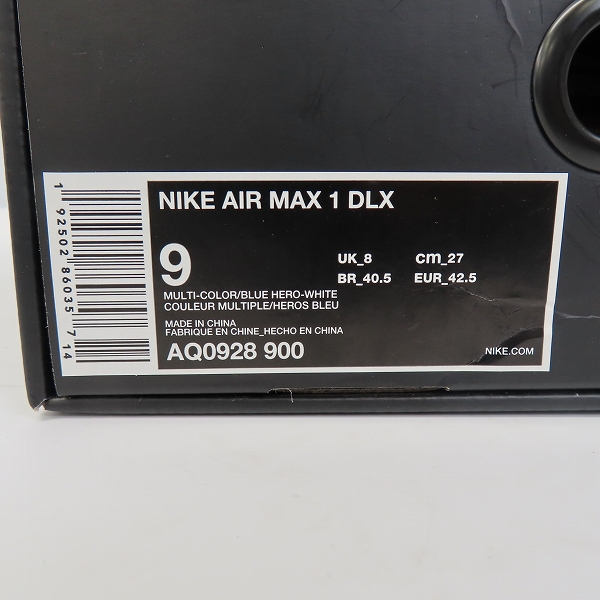 NIKE AIR MAX 1 DLX
9
UK_8 cm_27
BR_40.5 EUR_42.5
MULTI-COLOR/BLUE HERO-WHITE
COULEUR MULTIPLE/HEROS BLEU
MADE IN CHINA
FABRIQUE EN CHINE_HECHO EN CHINA
AQ0928 900
NIKE.COM
1 92502 86035 7 14